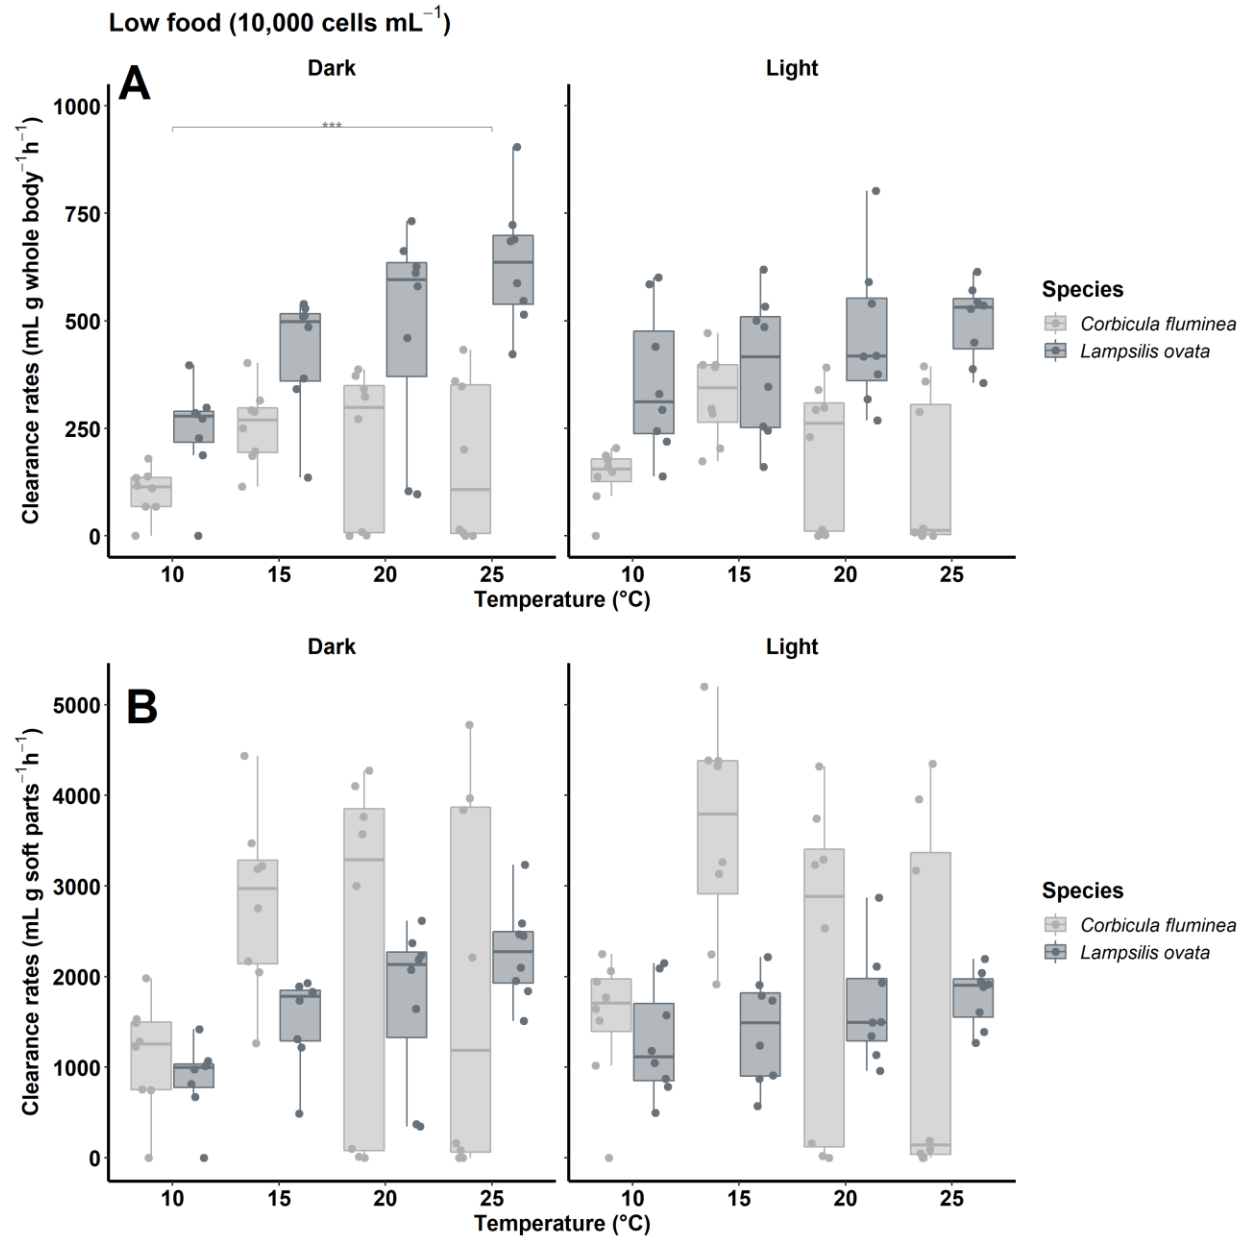 Low food (10,000 cells mL⁻¹)
A
Dark
Light
Clearance rates (mL g whole body⁻¹h⁻¹)
1000
750
500
250
0
***
10 15 20 25
10 15 20 25
Temperature (°C)
Species
Corbicula fluminea
Lampsilis ovata
B
Dark
Light
Clearance rates (mL g soft parts⁻¹h⁻¹)
5000
4000
3000
2000
1000
0
10 15 20 25
10 15 20 25
Temperature (°C)
Species
Corbicula fluminea
Lampsilis ovata